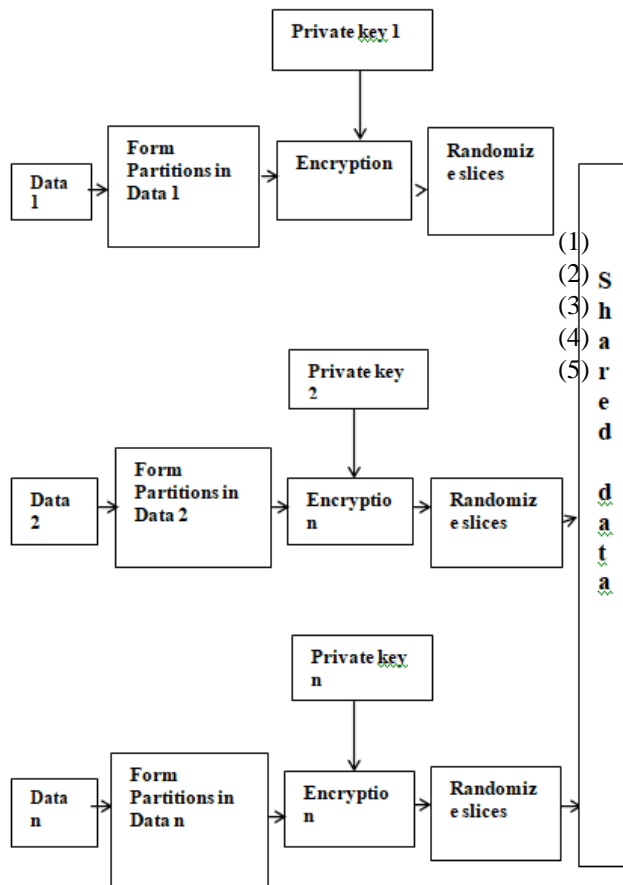 Private key 1
Form
Partitions in
Data 1
Encryption
Randomiz
e slices
Data
1
(1)
(2)
(3)
(4)
(5)
S
h
a
r
e
d
d
a
t
a
Private key
2
Form
Partitions in
Data 2
Data
2
Encryptio
n
Randomiz
e slices
Private key
n
Form
Partitions in
Data n
Data
n
Encryptio
n
Randomiz
e slices